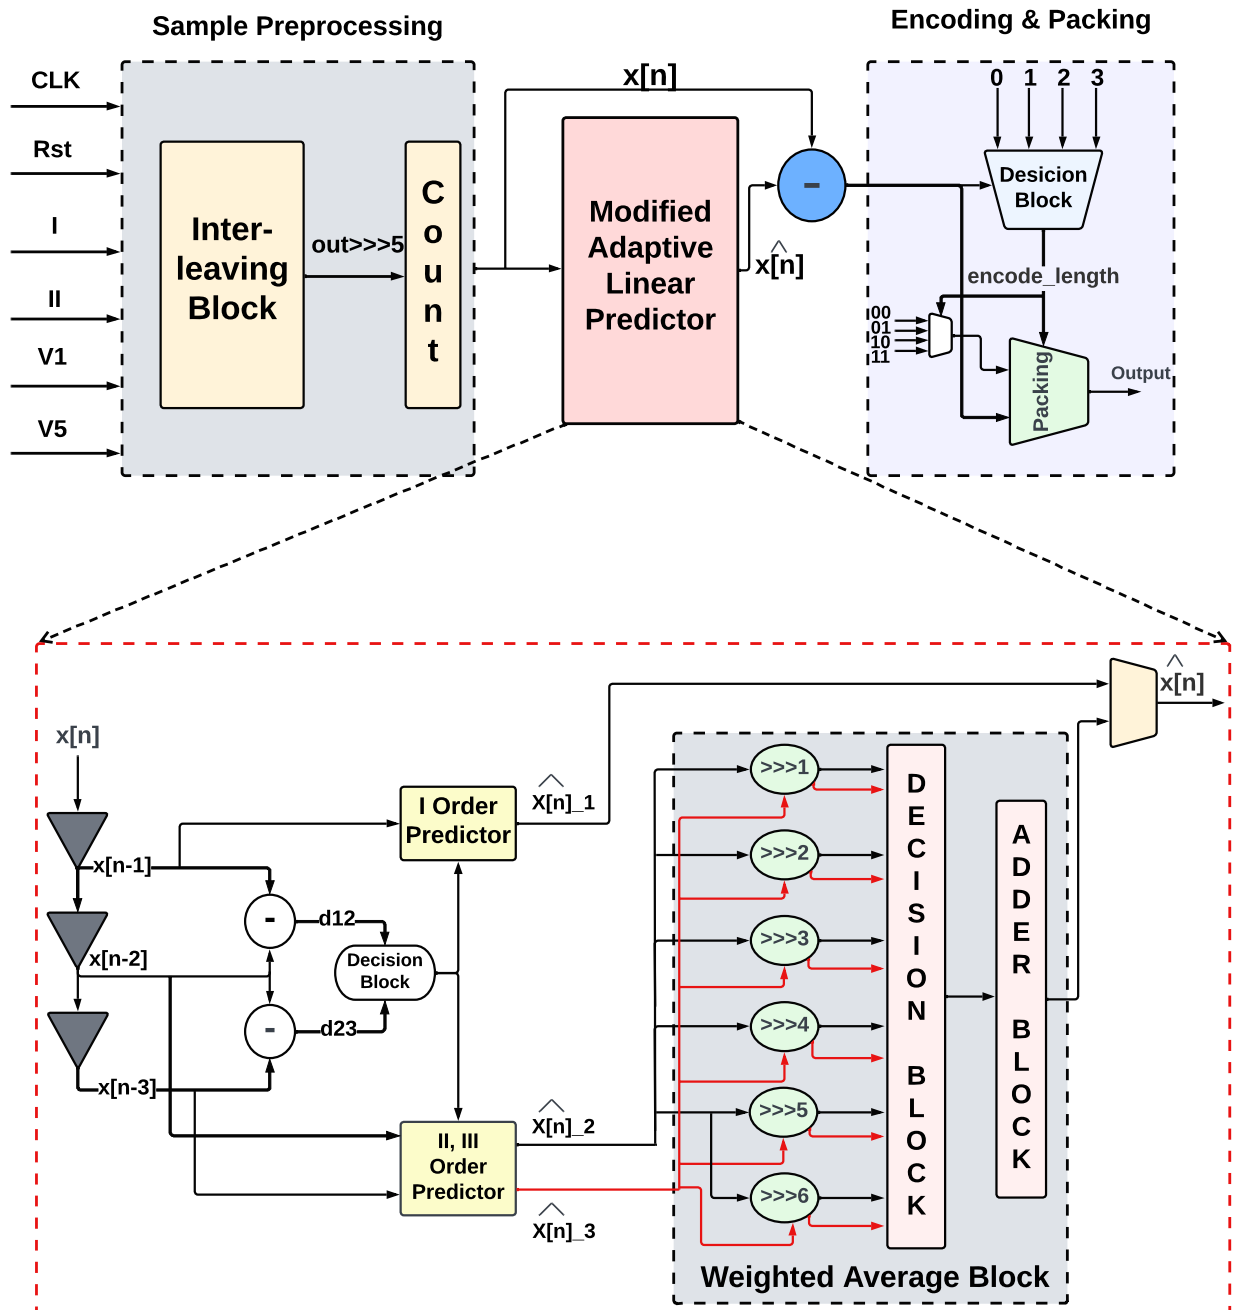 Sample Preprocessing
Encoding & Packing
CLK
Rst
I
II
V1
V5
Inter-
leaving
Block
out>>>5
C
o
u
n
t
x[n]
Modified
Adaptive
Linear
Predictor
-
x̂[n]
0 1 2 3
Desicion
Block
encode_length
00
01
10
11
Packing
Output
x[n]
x[n-1]
x[n-2]
x[n-3]
-
-
d12
d23
Decision
Block
I Order
Predictor
II, III
Order
Predictor
X̂[n]_1
X̂[n]_2
X̂[n]_3
>>>1
>>>2
>>>3
>>>4
>>>5
>>>6
D
E
C
I
S
I
O
N
B
L
O
C
K
A
D
D
E
R
B
L
O
C
K
x̂[n]
Weighted Average Block